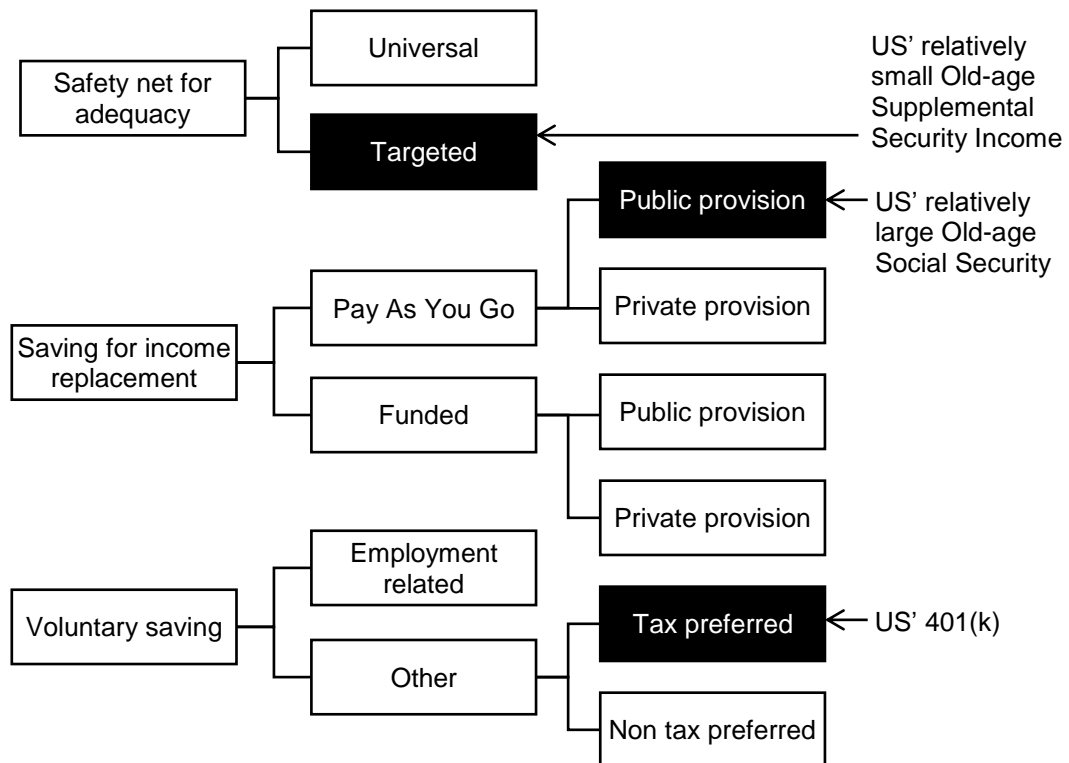 Universal
Safety net for
adequacy
Targeted
US’ relatively
small Old-age
Supplemental
Security Income
Public provision
US’ relatively
large Old-age
Social Security
Pay As You Go
Private provision
Saving for income
replacement
Funded
Public provision
Private provision
Employment
related
Voluntary saving
Tax preferred
US’ 401(k)
Other
Non tax preferred